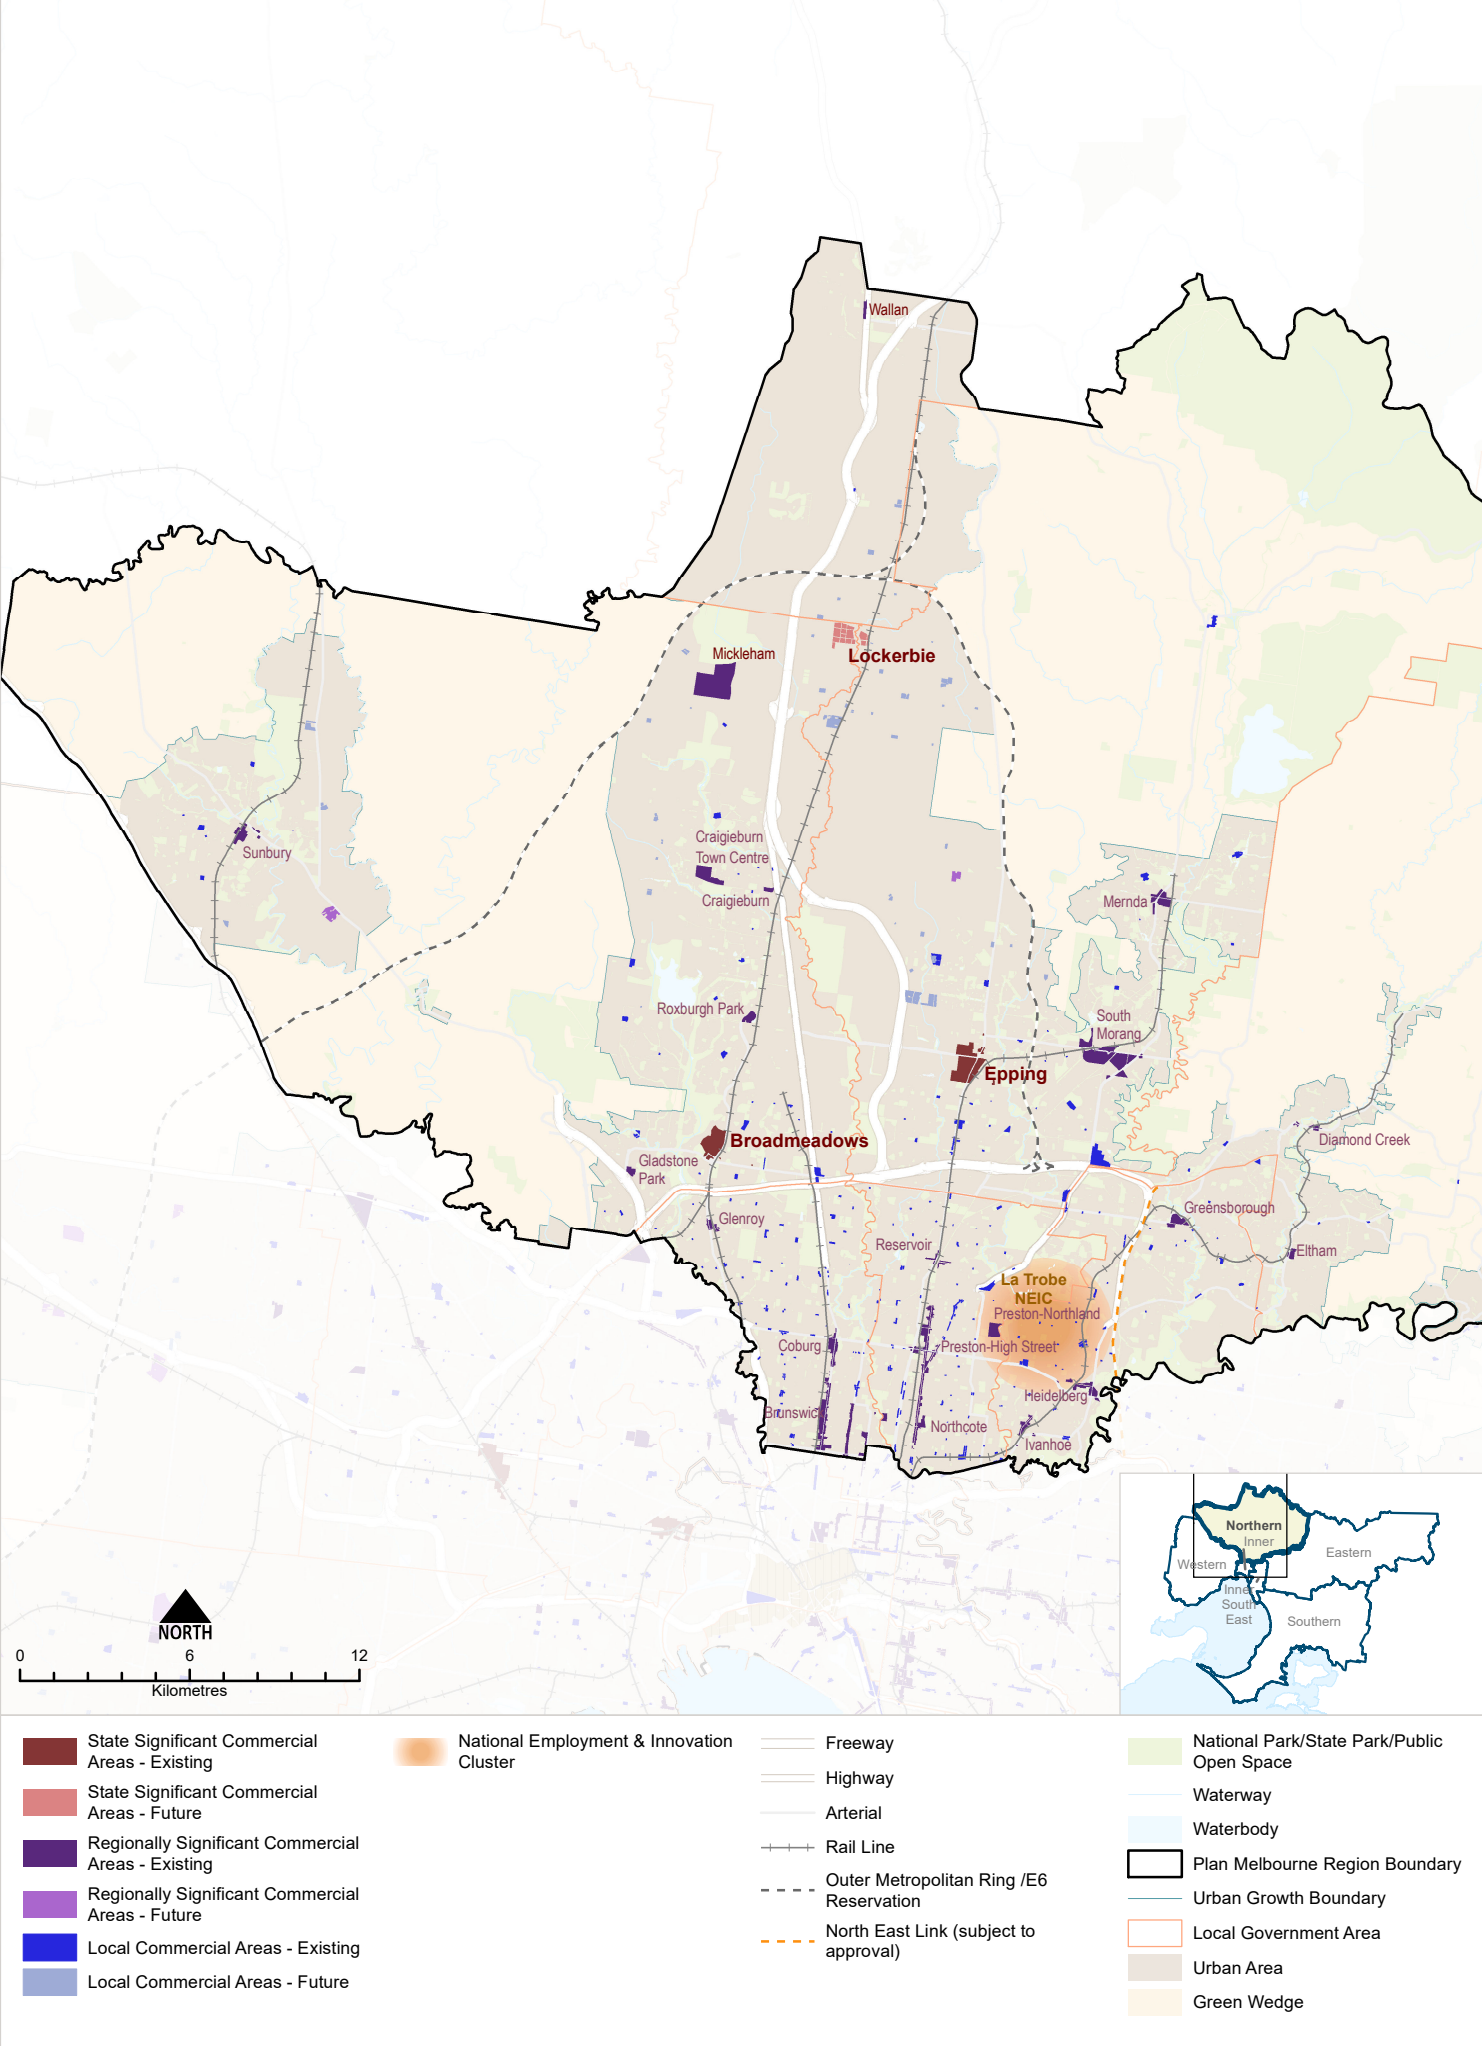 Wallan
Mickleham
Lockerbie
Craigieburn
Town Centre
Craigieburn
Sunbury
Mernda
Roxburgh Park
South
Morang
Epping
Broadmeadows
Diamond Creek
Gladstone
Park
Greensborough
Glenroy
Reservoir
Eltham
La Trobe
NEIC
Preston-Northland
Coburg
Preston-High Street
Heidelberg
Brunswick
Northcote
Ivanhoe
Northern
Inner
Western
Eastern
Inner
South
East
Southern
NORTH
0
6
12
Kilometres
State Significant Commercial
Areas - Existing
State Significant Commercial
Areas - Future
Regionally Significant Commercial
Areas - Existing
Regionally Significant Commercial
Areas - Future
Local Commercial Areas - Existing
Local Commercial Areas - Future
National Employment & Innovation
Cluster
Freeway
Highway
Arterial
Rail Line
Outer Metropolitan Ring /E6
Reservation
North East Link (subject to
approval)
National Park/State Park/Public
Open Space
Waterway
Waterbody
Plan Melbourne Region Boundary
Urban Growth Boundary
Local Government Area
Urban Area
Green Wedge